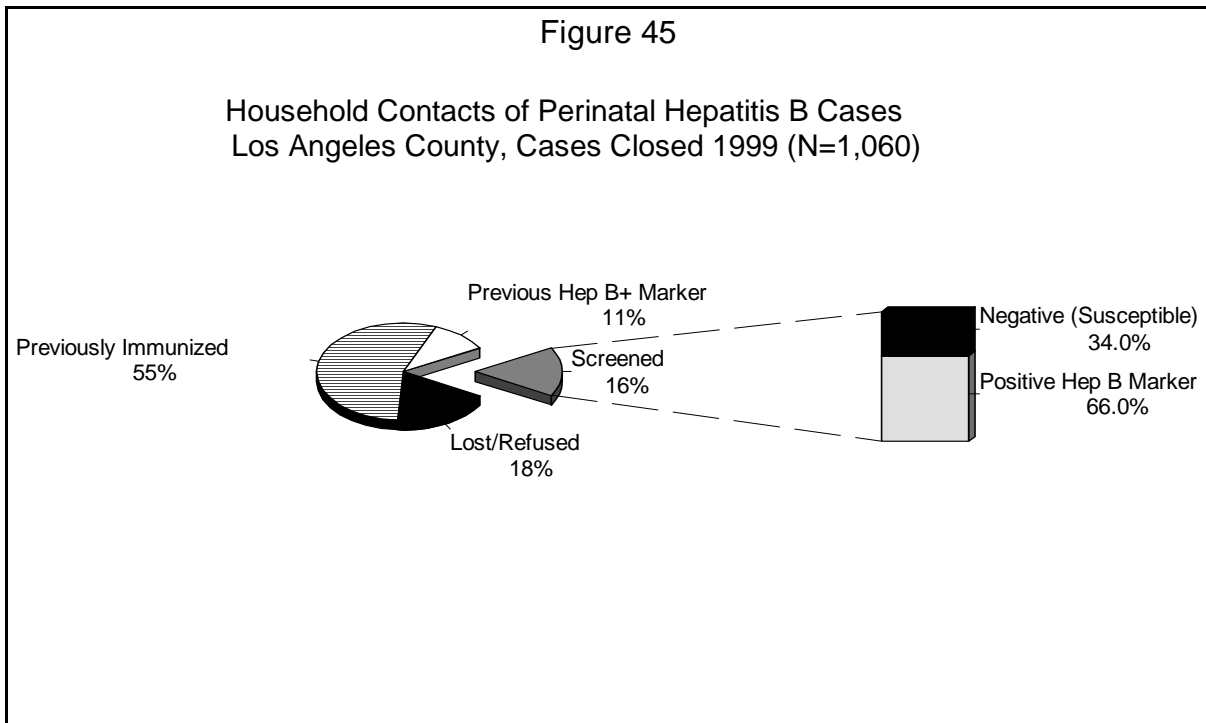 Figure 45
Household Contacts of Perinatal Hepatitis B Cases
Los Angeles County, Cases Closed 1999 (N=1,060)
Previous Hep B+ Marker
11%
Previously Immunized
55%
Screened
16%
Lost/Refused
18%
Negative (Susceptible)
34.0%
Positive Hep B Marker
66.0%